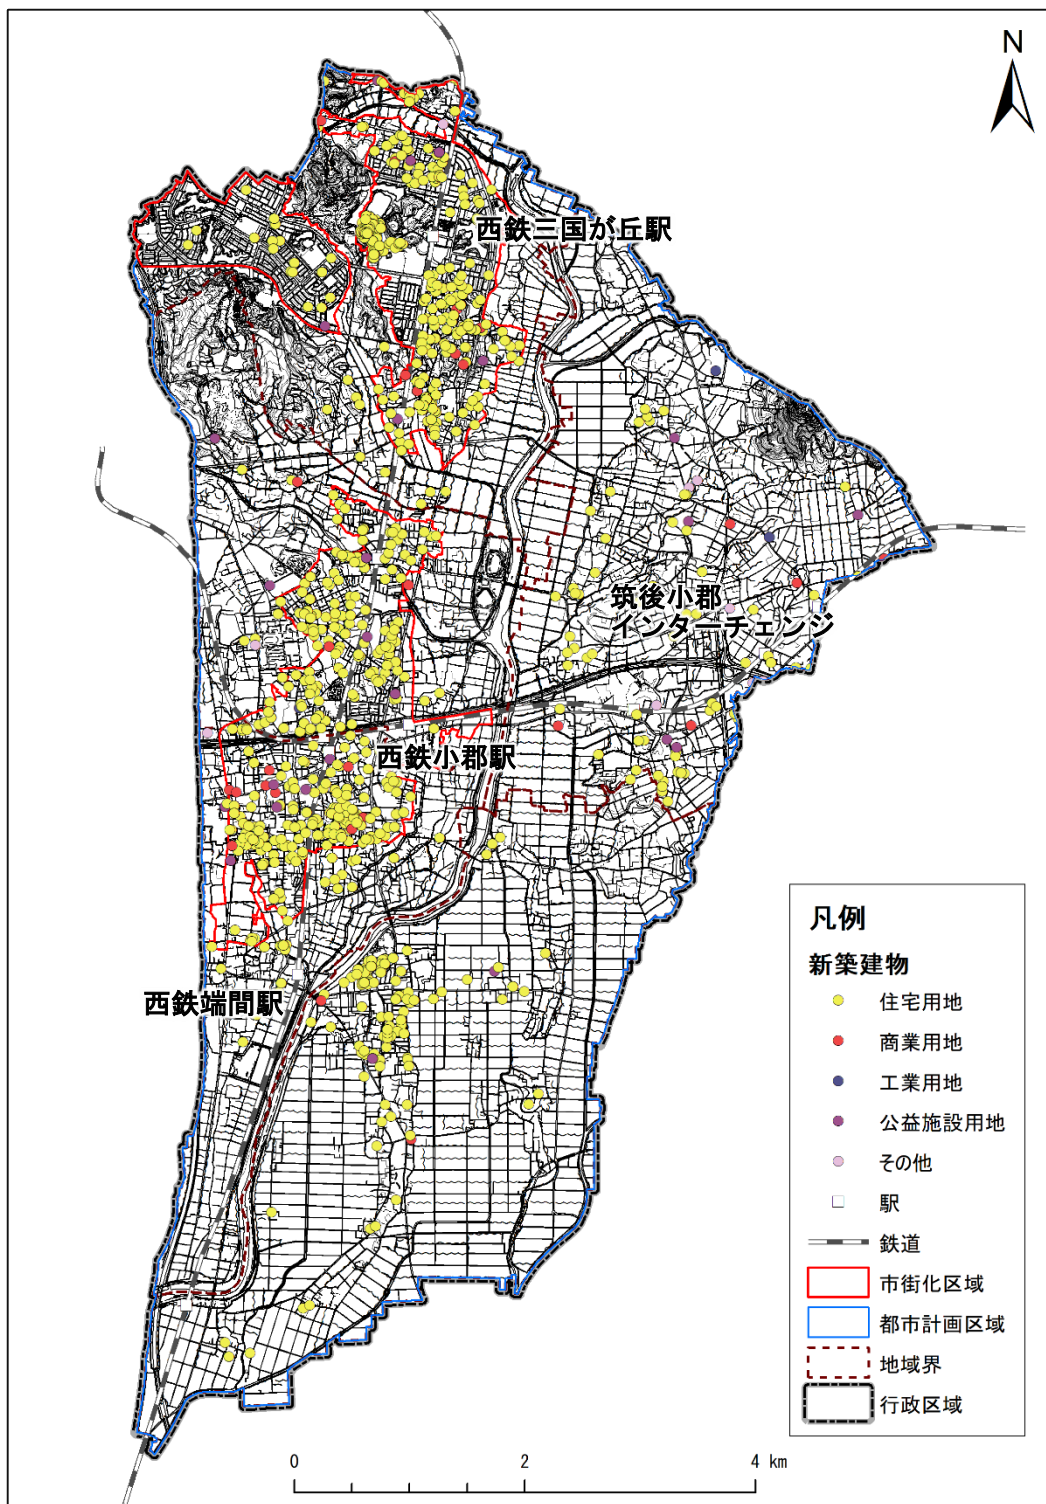 N
西鉄三国が丘駅
筑後小郡
インターチェンジ
西鉄小郡駅
西鉄端間駅
凡例
新築建物
住宅用地
商業用地
工業用地
公益施設用地
その他
駅
鉄道
市街化区域
都市計画区域
地域界
行政区域
0 2 4 km